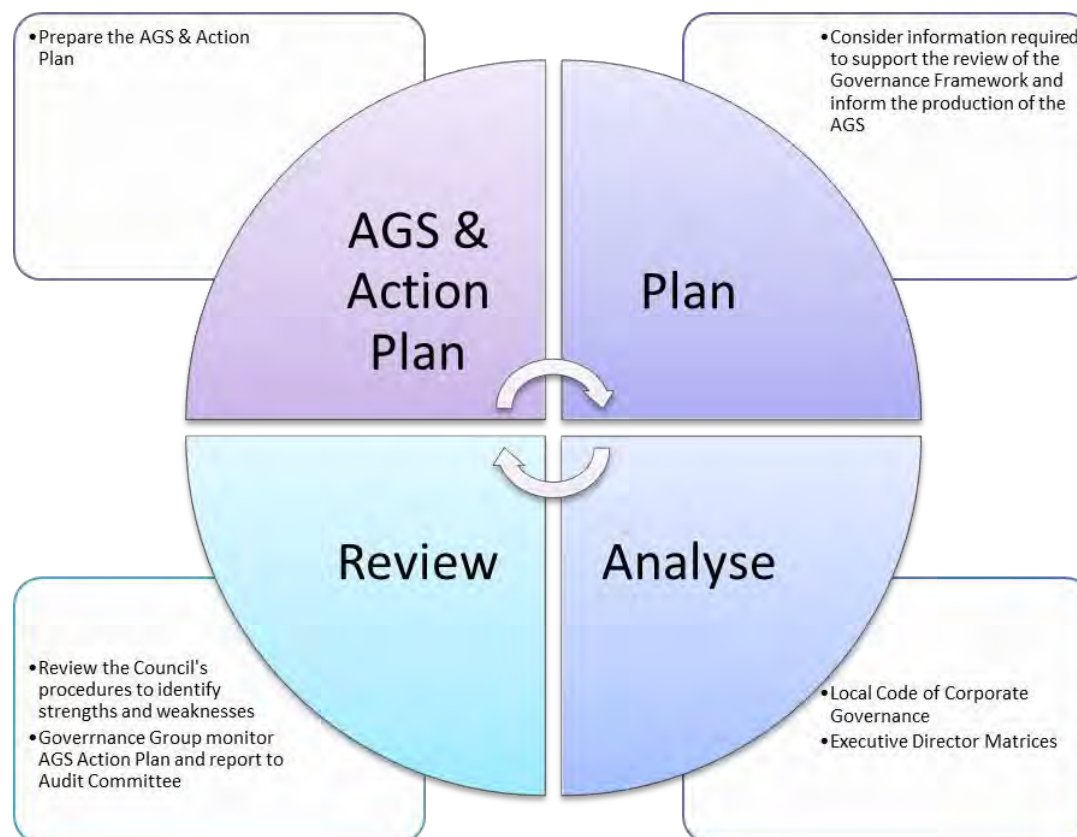 •Prepare the AGS & Action
Plan
•Consider information required
to support the review of the
Governance Framework and
inform the production of the
AGS
AGS &
Action
Plan
Plan
Review
Analyse
•Review the Council's
procedures to identify
strengths and weaknesses
•Goverrnance Group monitor
AGS Action Plan and report to
Audit Committee
•Local Code of Corporate
Governance
•Executive Director Matrices